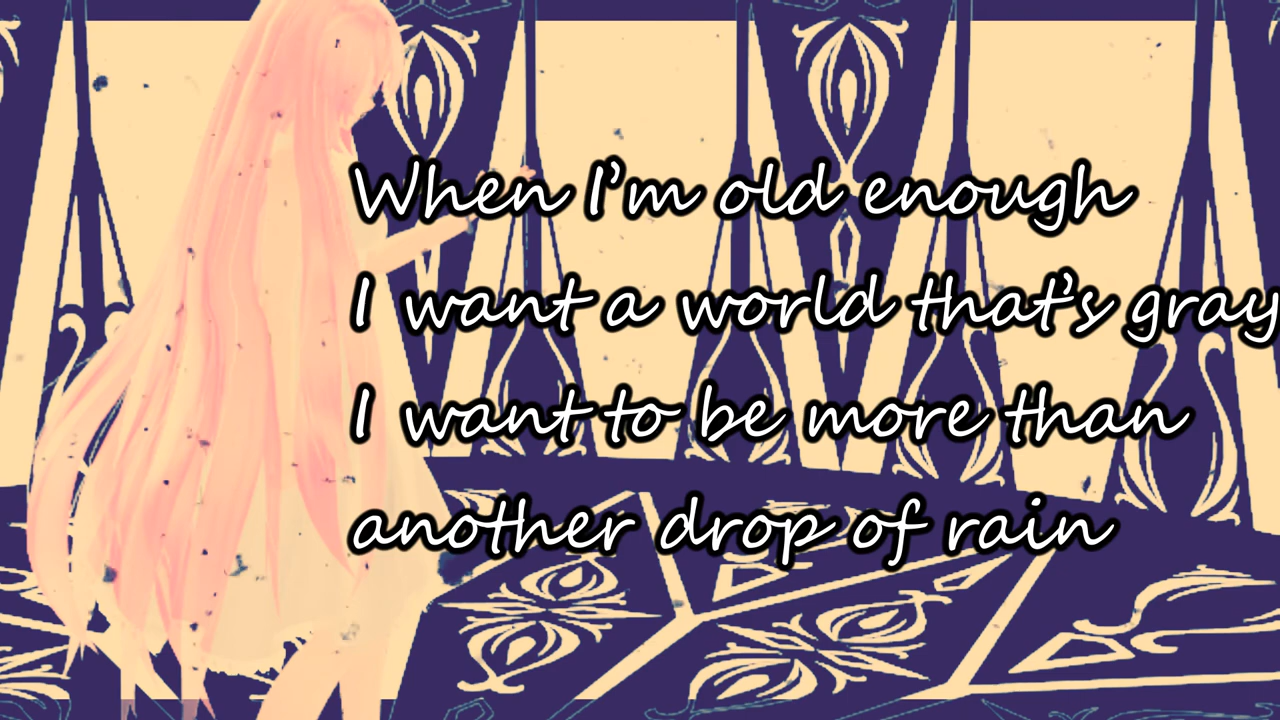 When I'm old enough
I want a world that's gray
I want to be more than
another drop of rain